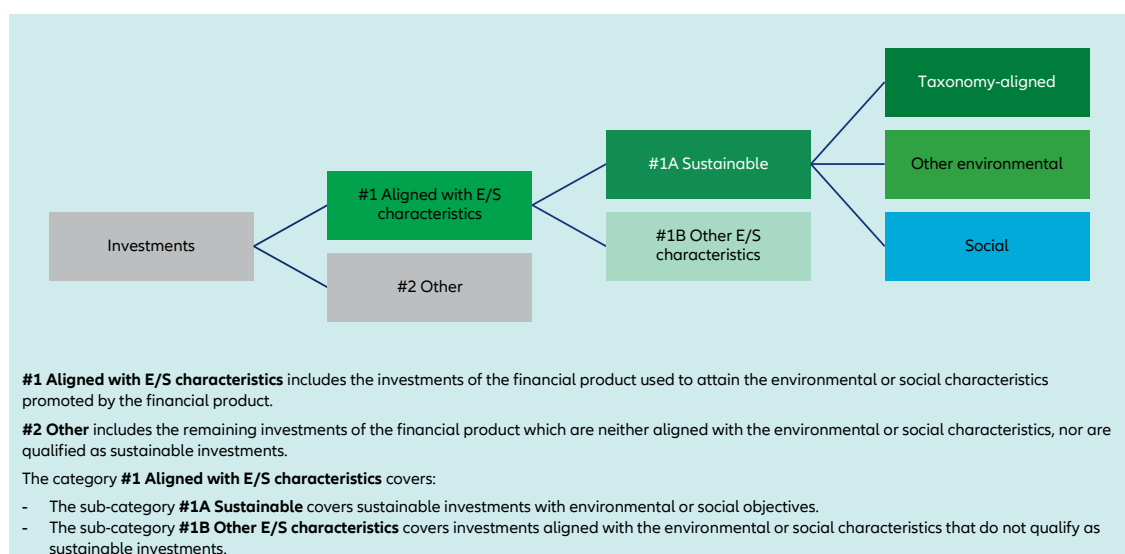 Taxonomy-aligned
#1A Sustainable
Other environmental
#1 Aligned with E/S
characteristics
Investments
#1B Other E/S
characteristics
Social
#2 Other
#1 Aligned with E/S characteristics includes the investments of the financial product used to attain the environmental or social characteristics
promoted by the financial product.
#2 Other includes the remaining investments of the financial product which are neither aligned with the environmental or social characteristics, nor are
qualified as sustainable investments.
The category #1 Aligned with E/S characteristics covers:
- The sub-category #1A Sustainable covers sustainable investments with environmental or social objectives.
- The sub-category #1B Other E/S characteristics covers investments aligned with the environmental or social characteristics that do not qualify as
sustainable investments.